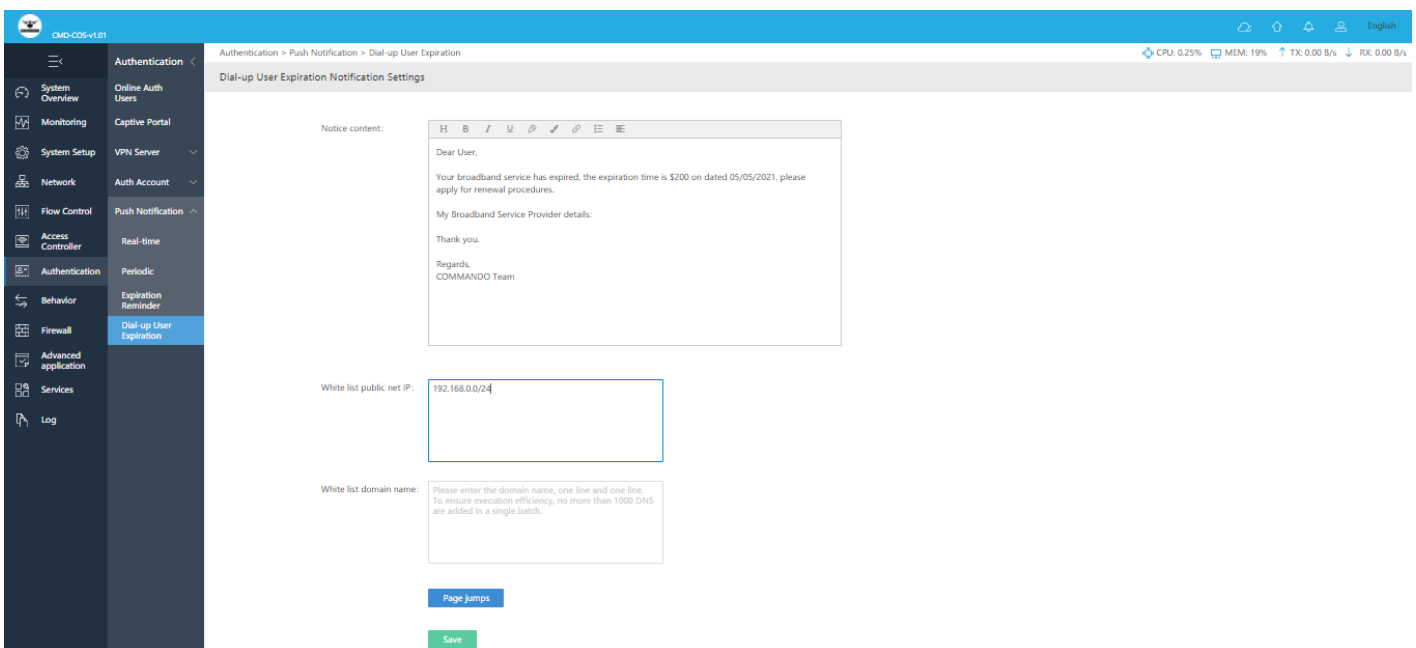 CMD-COS-v1.01
English
Authentication
Authentication > Push Notification > Dial-up User Expiration
CPU: 0.25% MEM: 19% TX: 0.00 B/s RX: 0.00 B/s
Dial-up User Expiration Notification Settings
System
Overview
Monitoring
System Setup
Network
Flow Control
Access
Controller
Authentication
Behavior
Firewall
Advanced
application
Services
Log
Online Auth
Users
Captive Portal
VPN Server
Auth Account
Push Notification
Real-time
Periodic
Expiration
Reminder
Dial-up User
Expiration
Notice content:
H B I U
Dear User,
Your broadband service has expired, the expiration time is $200 on dated 05/05/2021, please
apply for renewal procedures.
My Broadband Service Provider details:
Thank you.
Regards,
COMMANDO Team
White list public net IP:
192.168.0.0/24
White list domain name:
Please enter the domain name, one line and one line.
To ensure execution efficiency, no more than 1000 DNS
are added in a single batch.
Page jumps
Save